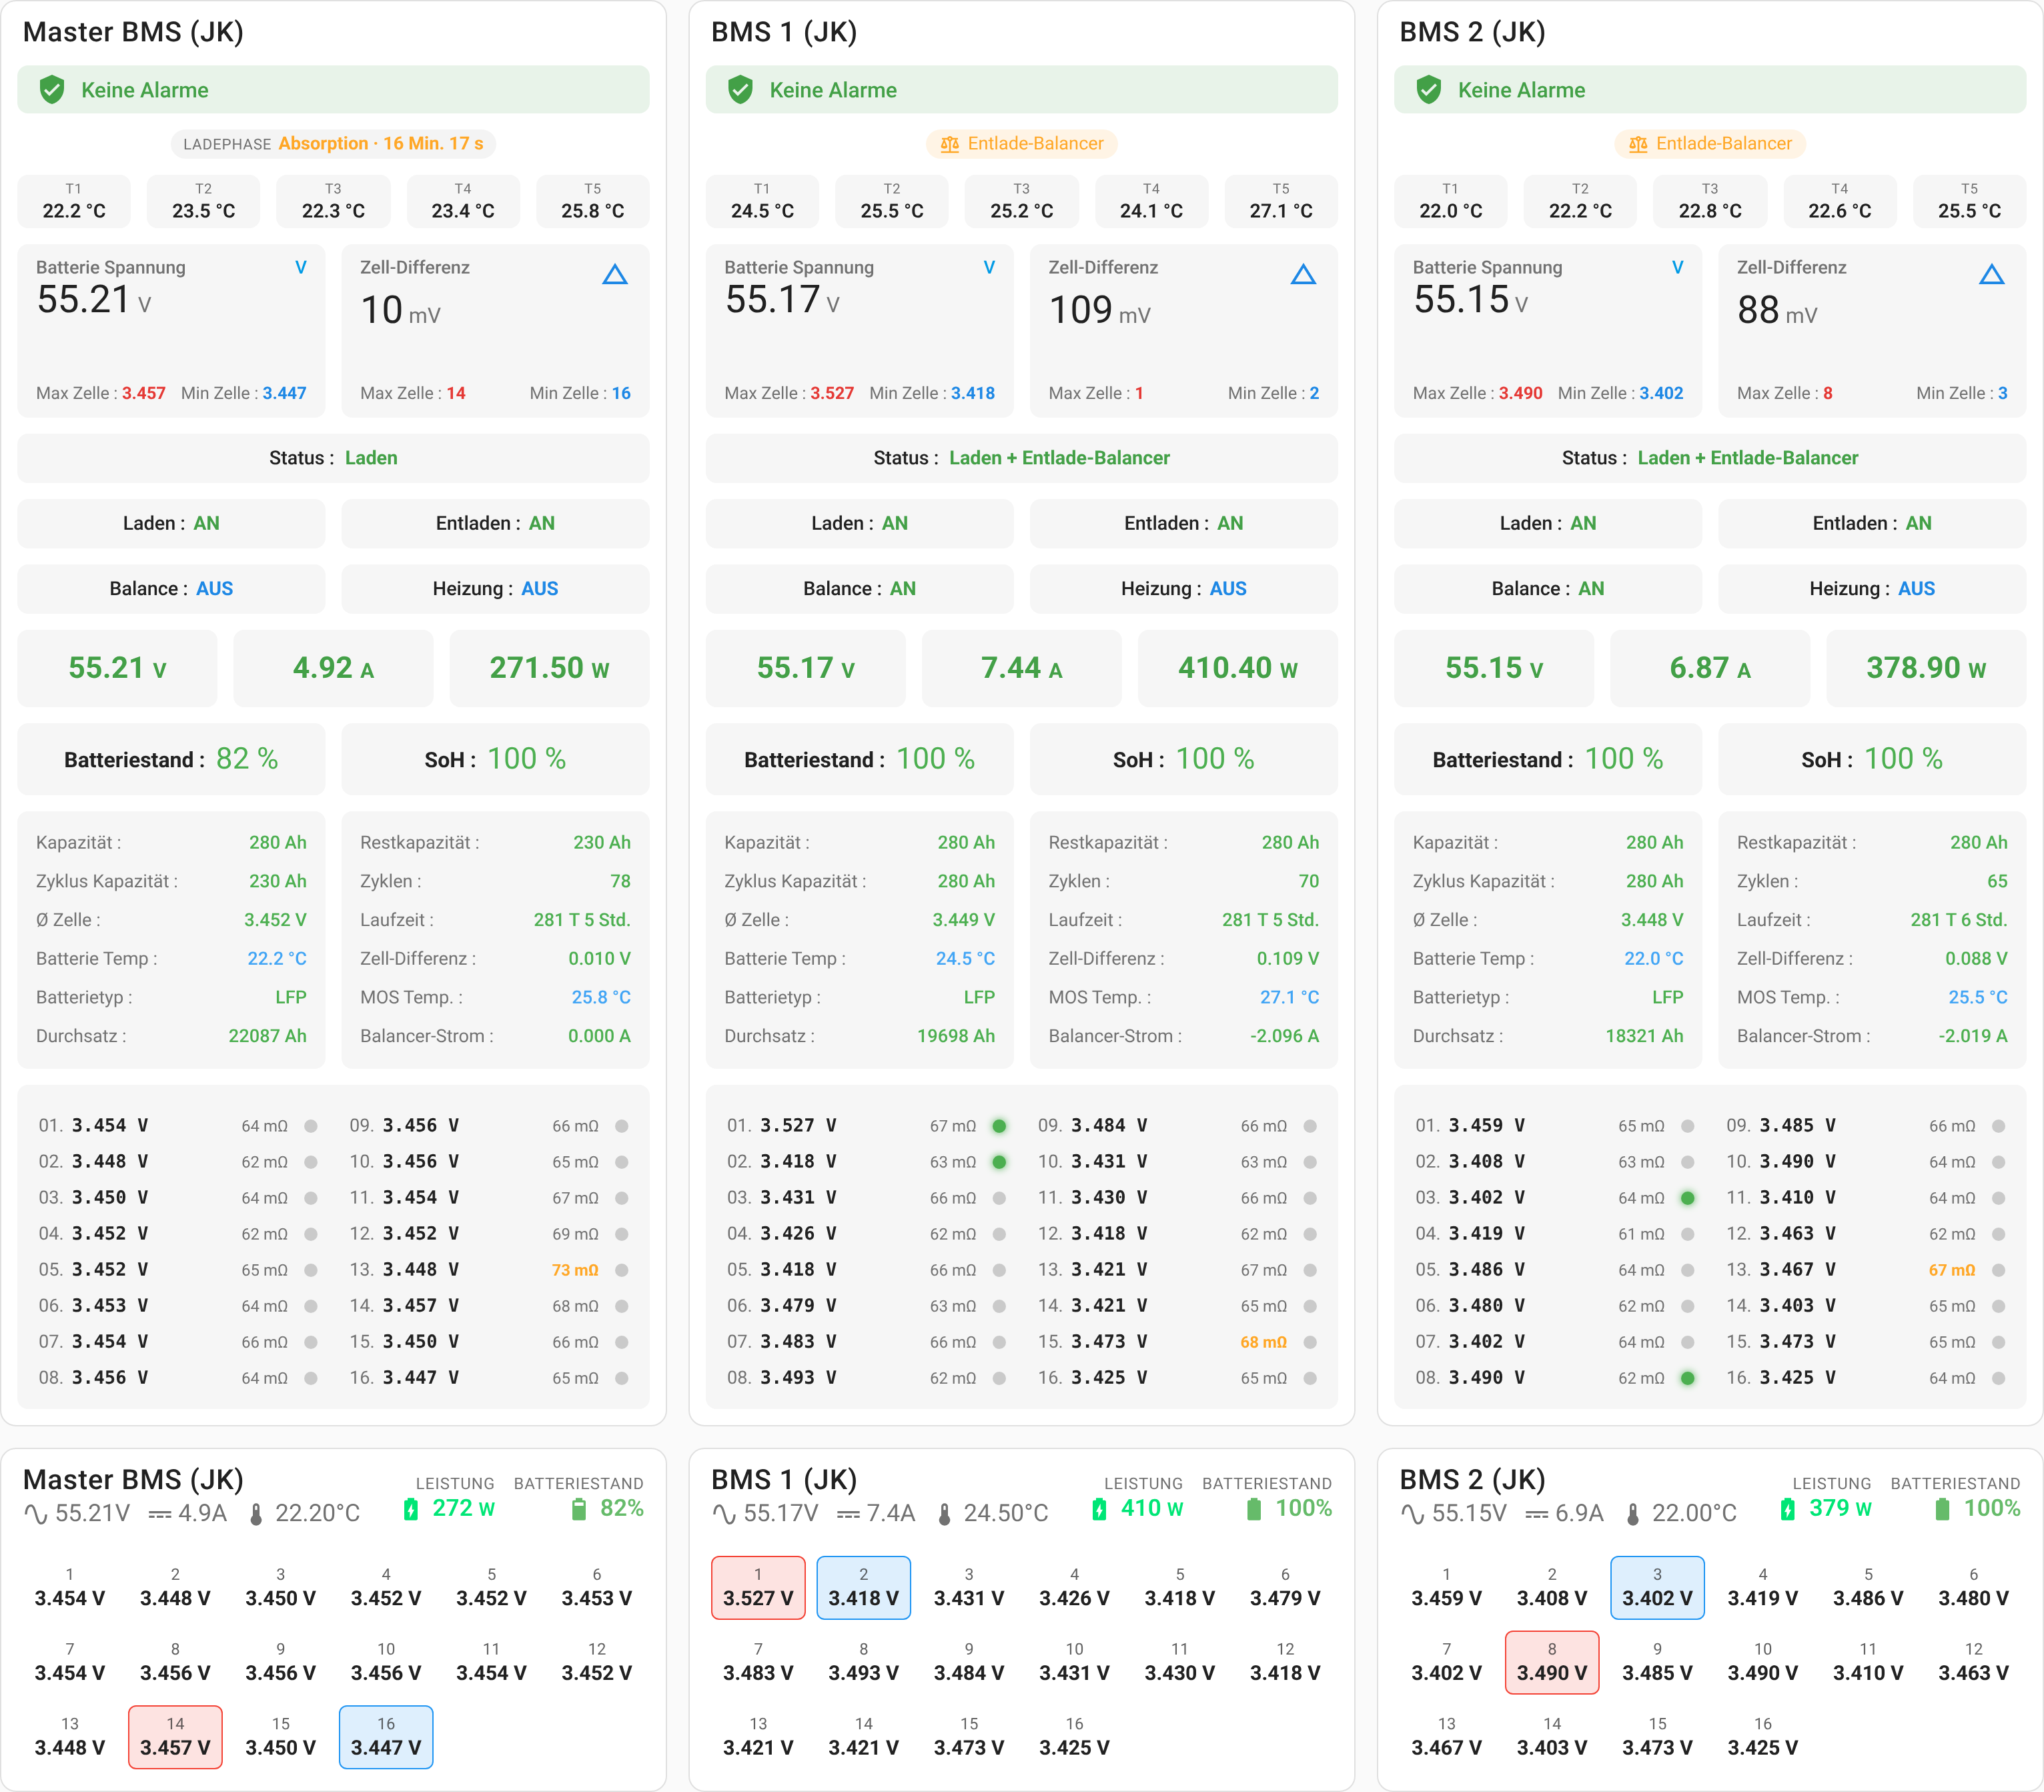 Master BMS (JK)
Keine Alarme
LADEPHASE Absorption · 16 Min. 17 s
T1 T2 T3 T4 T5
22.2 °C 23.5 °C 22.3 °C 23.4 °C 25.8 °C
Batterie Spannung V
55.21 V
Max Zelle : 3.457 Min Zelle : 3.447
Zell-Differenz
10 mV
Max Zelle : 14 Min Zelle : 16
Status : Laden
Laden : AN Entladen : AN
Balance : AUS Heizung : AUS
55.21 V 4.92 A 271.50 W
Batteriestand : 82 % SoH : 100 %
Kapazität : 280 Ah
Zyklus Kapazität : 230 Ah
Ø Zelle : 3.452 V
Batterie Temp : 22.2 °C
Batterietyp : LFP
Durchsatz : 22087 Ah
Restkapazität : 230 Ah
Zyklen : 78
Laufzeit : 281 T 5 Std.
Zell-Differenz : 0.010 V
MOS Temp. : 25.8 °C
Balancer-Strom : 0.000 A
01. 3.454 V 64 mΩ 09. 3.456 V 66 mΩ
02. 3.448 V 62 mΩ 10. 3.456 V 65 mΩ
03. 3.450 V 64 mΩ 11. 3.454 V 67 mΩ
04. 3.452 V 62 mΩ 12. 3.452 V 69 mΩ
05. 3.452 V 65 mΩ 13. 3.448 V 73 mΩ
06. 3.453 V 64 mΩ 14. 3.457 V 68 mΩ
07. 3.454 V 66 mΩ 15. 3.450 V 66 mΩ
08. 3.456 V 64 mΩ 16. 3.447 V 65 mΩ
BMS 1 (JK)
Keine Alarme
Entlade-Balancer
T1 T2 T3 T4 T5
24.5 °C 25.5 °C 25.2 °C 24.1 °C 27.1 °C
Batterie Spannung V
55.17 V
Max Zelle : 3.527 Min Zelle : 3.418
Zell-Differenz
109 mV
Max Zelle : 1 Min Zelle : 2
Status : Laden + Entlade-Balancer
Laden : AN Entladen : AN
Balance : AN Heizung : AUS
55.17 V 7.44 A 410.40 W
Batteriestand : 100 % SoH : 100 %
Kapazität : 280 Ah
Zyklus Kapazität : 280 Ah
Ø Zelle : 3.449 V
Batterie Temp : 24.5 °C
Batterietyp : LFP
Durchsatz : 19698 Ah
Restkapazität : 280 Ah
Zyklen : 70
Laufzeit : 281 T 5 Std.
Zell-Differenz : 0.109 V
MOS Temp. : 27.1 °C
Balancer-Strom : -2.096 A
01. 3.527 V 67 mΩ 09. 3.484 V 66 mΩ
02. 3.418 V 63 mΩ 10. 3.431 V 63 mΩ
03. 3.431 V 66 mΩ 11. 3.430 V 66 mΩ
04. 3.426 V 62 mΩ 12. 3.418 V 62 mΩ
05. 3.418 V 66 mΩ 13. 3.421 V 67 mΩ
06. 3.479 V 63 mΩ 14. 3.421 V 65 mΩ
07. 3.483 V 66 mΩ 15. 3.473 V 68 mΩ
08. 3.493 V 62 mΩ 16. 3.425 V 65 mΩ
BMS 2 (JK)
Keine Alarme
Entlade-Balancer
T1 T2 T3 T4 T5
22.0 °C 22.2 °C 22.8 °C 22.6 °C 25.5 °C
Batterie Spannung V
55.15 V
Max Zelle : 3.490 Min Zelle : 3.402
Zell-Differenz
88 mV
Max Zelle : 8 Min Zelle : 3
Status : Laden + Entlade-Balancer
Laden : AN Entladen : AN
Balance : AN Heizung : AUS
55.15 V 6.87 A 378.90 W
Batteriestand : 100 % SoH : 100 %
Kapazität : 280 Ah
Zyklus Kapazität : 280 Ah
Ø Zelle : 3.448 V
Batterie Temp : 22.0 °C
Batterietyp : LFP
Durchsatz : 18321 Ah
Restkapazität : 280 Ah
Zyklen : 65
Laufzeit : 281 T 6 Std.
Zell-Differenz : 0.088 V
MOS Temp. : 25.5 °C
Balancer-Strom : -2.019 A
01. 3.459 V 65 mΩ 09. 3.485 V 66 mΩ
02. 3.408 V 63 mΩ 10. 3.490 V 64 mΩ
03. 3.402 V 64 mΩ 11. 3.410 V 64 mΩ
04. 3.419 V 61 mΩ 12. 3.463 V 62 mΩ
05. 3.486 V 64 mΩ 13. 3.467 V 67 mΩ
06. 3.480 V 62 mΩ 14. 3.403 V 65 mΩ
07. 3.402 V 64 mΩ 15. 3.473 V 65 mΩ
08. 3.490 V 62 mΩ 16. 3.425 V 64 mΩ
Master BMS (JK) LEISTUNG BATTERIESTAND
55.21V 4.9A 22.20°C 272 W 82%
1 2 3 4 5 6
3.454 V 3.448 V 3.450 V 3.452 V 3.452 V 3.453 V
7 8 9 10 11 12
3.454 V 3.456 V 3.456 V 3.456 V 3.454 V 3.452 V
13 14 15 16
3.448 V 3.457 V 3.450 V 3.447 V
BMS 1 (JK) LEISTUNG BATTERIESTAND
55.17V 7.4A 24.50°C 410 W 100%
1 2 3 4 5 6
3.527 V 3.418 V 3.431 V 3.426 V 3.418 V 3.479 V
7 8 9 10 11 12
3.483 V 3.493 V 3.484 V 3.431 V 3.430 V 3.418 V
13 14 15 16
3.421 V 3.421 V 3.473 V 3.425 V
BMS 2 (JK) LEISTUNG BATTERIESTAND
55.15V 6.9A 22.00°C 379 W 100%
1 2 3 4 5 6
3.459 V 3.408 V 3.402 V 3.419 V 3.486 V 3.480 V
7 8 9 10 11 12
3.402 V 3.490 V 3.485 V 3.490 V 3.410 V 3.463 V
13 14 15 16
3.467 V 3.403 V 3.473 V 3.425 V